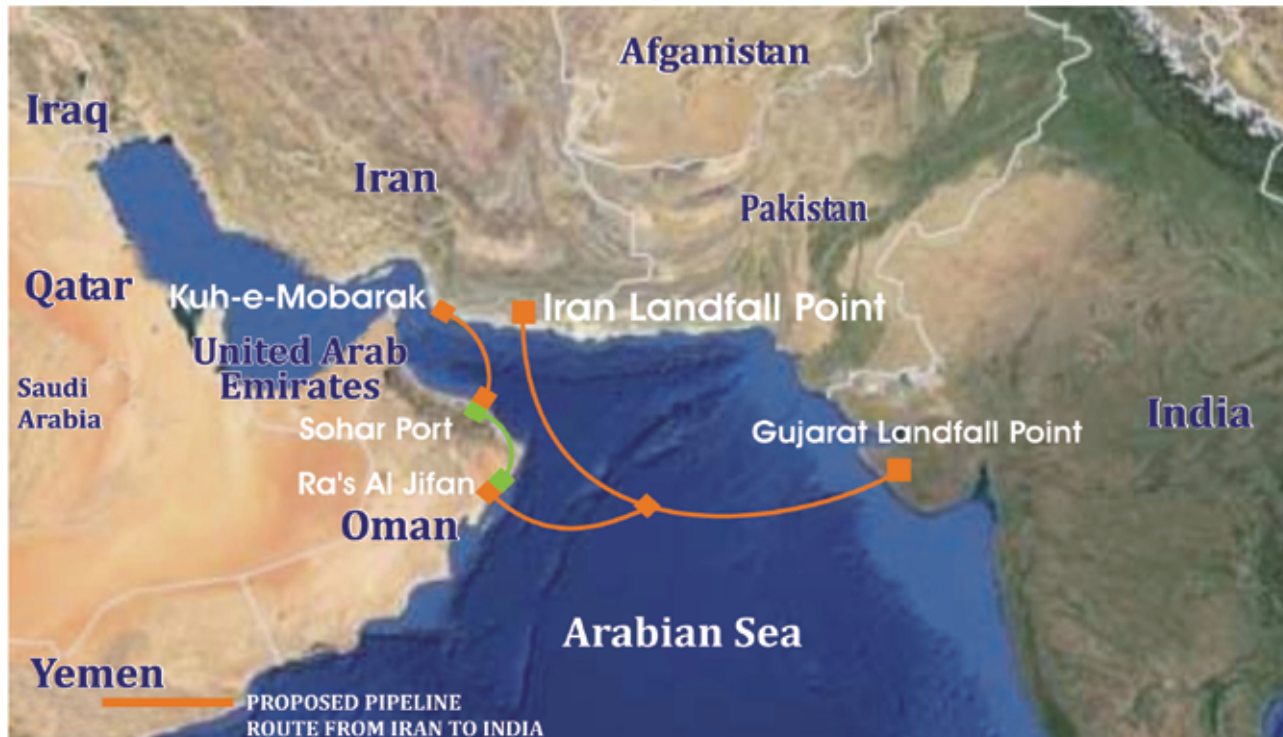 Afganistan
Iraq
Iran
Pakistan
Qatar
Kuh-e-Mobarak
Iran Landfall Point
United Arab
Emirates
Saudi
Arabia
Sohar Port
Gujarat Landfall Point
India
Ra's Al Jifan
Oman
Arabian Sea
Yemen
PROPOSED PIPELINE
ROUTE FROM IRAN TO INDIA